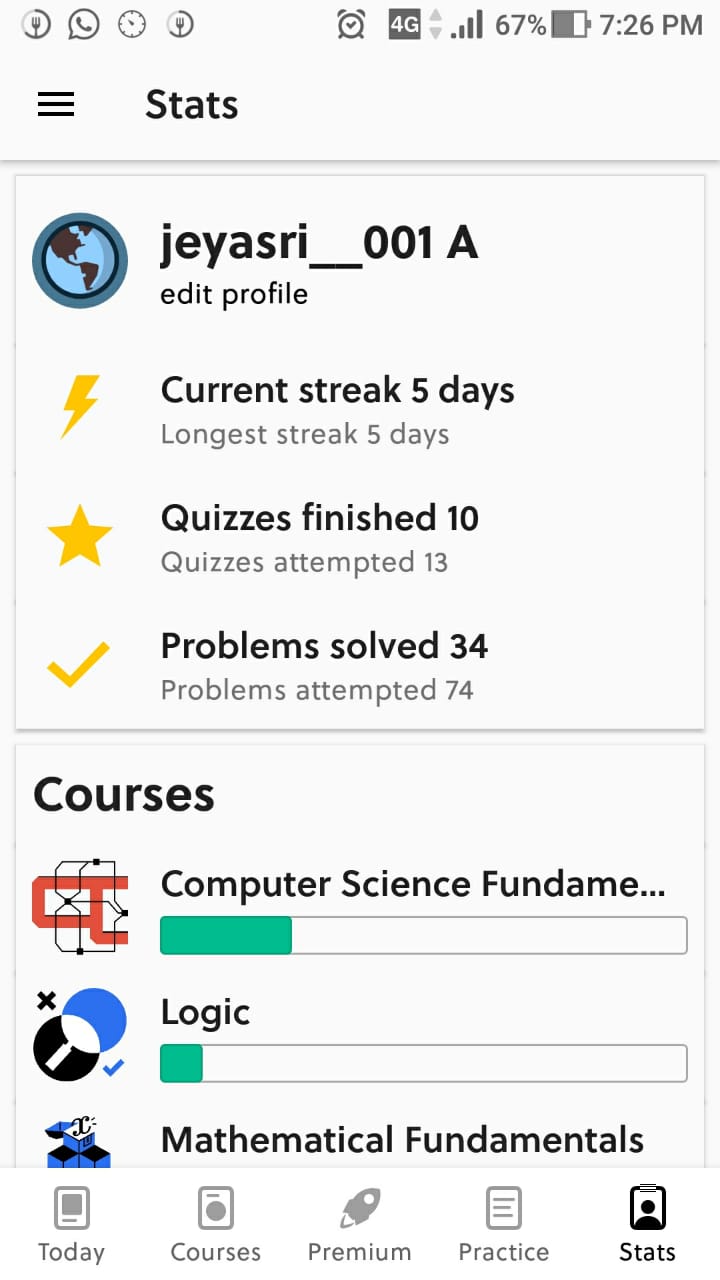 4G 67% 7:26 PM
Stats
jeyasri__001 A
edit profile
Current streak 5 days
Longest streak 5 days
Quizzes finished 10
Quizzes attempted 13
Problems solved 34
Problems attempted 74
Courses
Computer Science Fundame...
Logic
Mathematical Fundamentals
Today Courses Premium Practice Stats